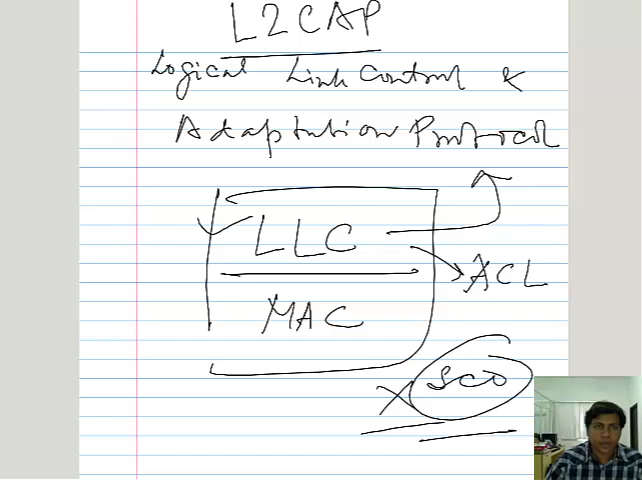 L2CAP
Logical Link Control &
Adaptation Protocol
LLC
ACL
MAC
X SCO